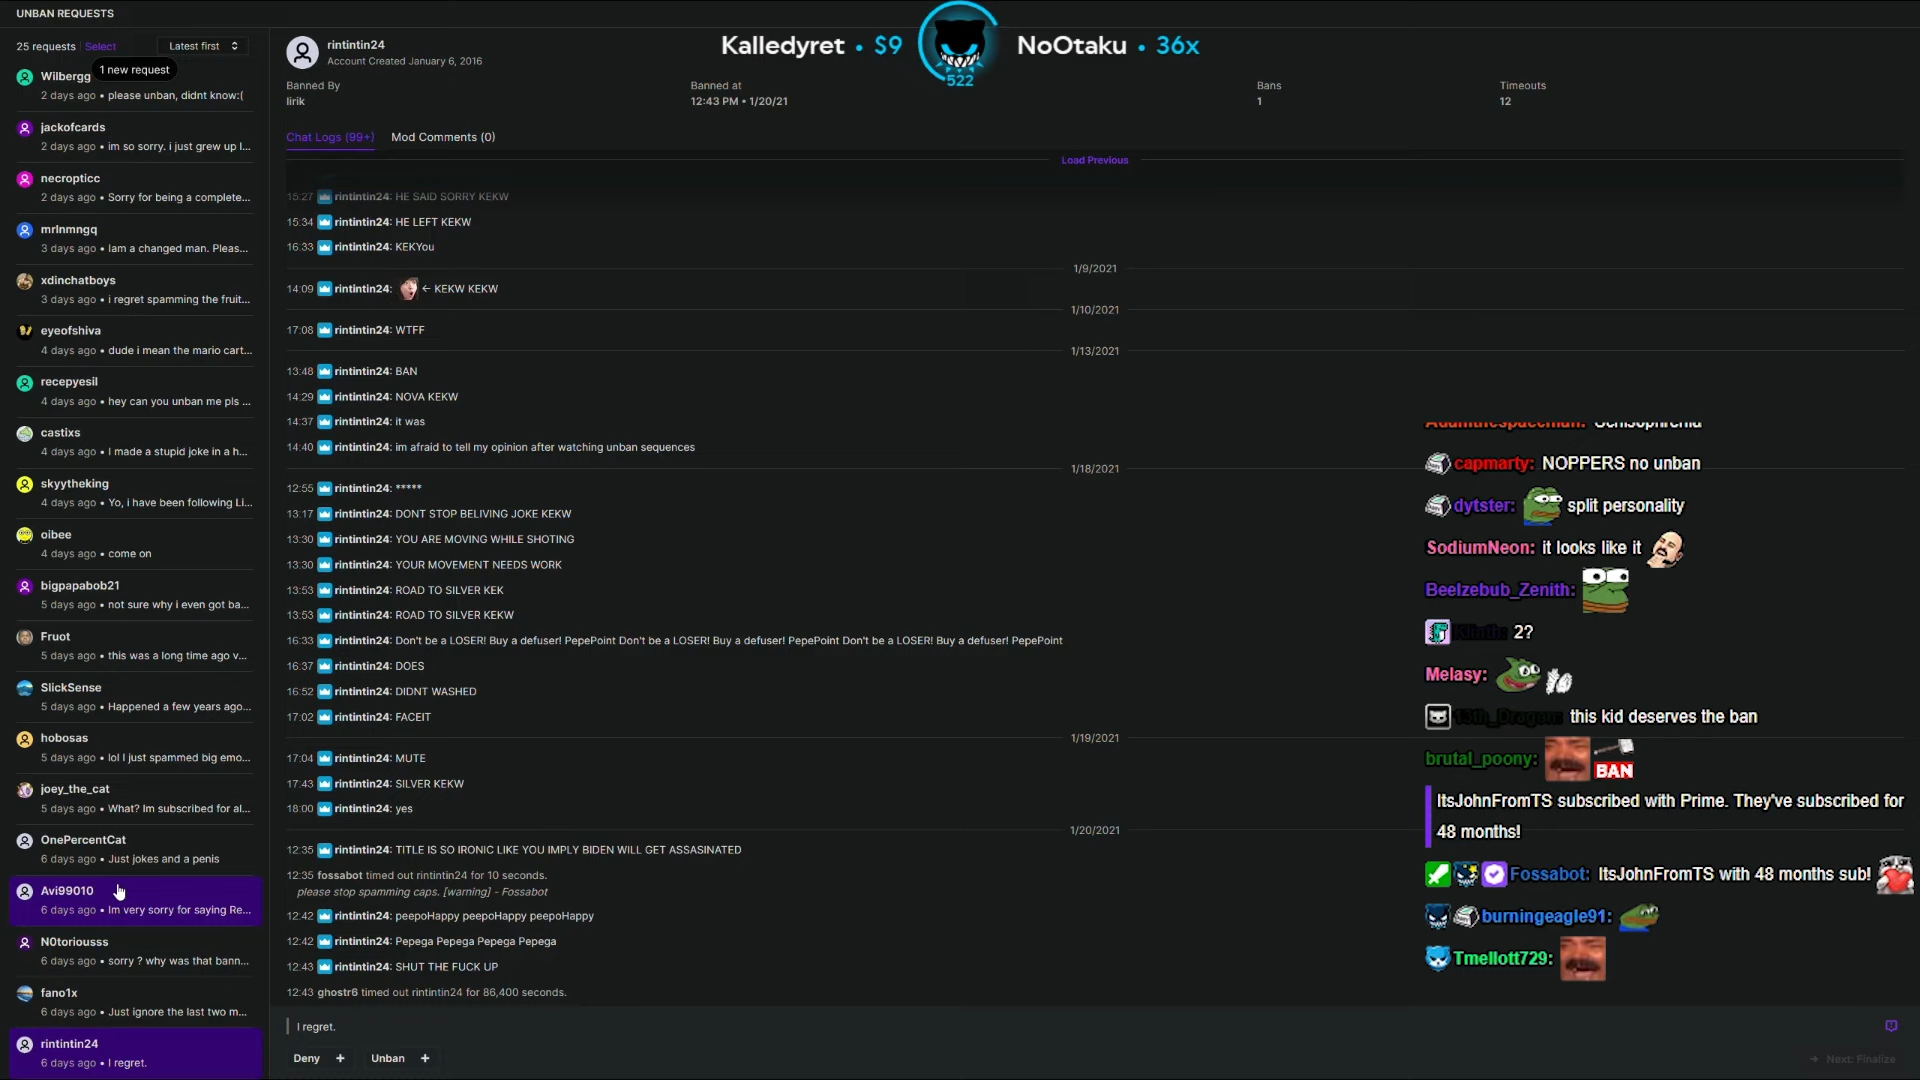 UNBAN REQUESTS
25 requests Select Latest first
1 new request
Wilbergg
2 days ago • please unban, didnt know:(
jackofcards
2 days ago • im so sorry. i just grew up l...
necropticc
2 days ago • Sorry for being a complete...
mrlnmngq
3 days ago • Iam a changed man. Pleas...
xdinchatboys
3 days ago • i regret spamming the fruit...
eyeofshiva
4 days ago • dude i mean the mario cart...
recepyesil
4 days ago • hey can you unban me pls ...
castixs
4 days ago • I made a stupid joke in a h...
skyytheking
4 days ago • Yo, i have been following Li...
oibee
4 days ago • come on
bigpapabob21
5 days ago • not sure why i even got ba...
Fruot
5 days ago • this was a long time ago v...
SlickSense
5 days ago • Happened a few years ago...
hobosas
5 days ago • lol I just spammed big emo...
joey_the_cat
5 days ago • What? Im subscribed for al...
OnePercentCat
6 days ago • Just jokes and a penis
Avi99010
6 days ago • Im very sorry for saying Re...
N0toriousss
6 days ago • sorry ? why was that bann...
fano1x
6 days ago • Just ignore the last two m...
rintintin24
6 days ago • I regret.
rintintin24
Account Created January 6, 2016
Kalledyret • $9
522
NoOtaku • 36x
Banned By
lirik
Banned at
12:43 PM • 1/20/21
Bans
1
Timeouts
12
Chat Logs (99+) Mod Comments (0)
Load Previous
15:27 rintintin24: HE SAID SORRY KEKW
15:34 rintintin24: HE LEFT KEKW
16:33 rintintin24: KEKYou
1/9/2021
14:09 rintintin24: ← KEKW KEKW
1/10/2021
17:08 rintintin24: WTFF
1/13/2021
13:48 rintintin24: BAN
14:29 rintintin24: NOVA KEKW
14:37 rintintin24: it was
14:40 rintintin24: im afraid to tell my opinion after watching unban sequences
1/18/2021
12:55 rintintin24: *****
13:17 rintintin24: DONT STOP BELIVING JOKE KEKW
13:30 rintintin24: YOU ARE MOVING WHILE SHOTING
13:30 rintintin24: YOUR MOVEMENT NEEDS WORK
13:53 rintintin24: ROAD TO SILVER KEK
13:53 rintintin24: ROAD TO SILVER KEKW
16:33 rintintin24: Don't be a LOSER! Buy a defuser! PepePoint Don't be a LOSER! Buy a defuser! PepePoint Don't be a LOSER! Buy a defuser! PepePoint
16:37 rintintin24: DOES
16:52 rintintin24: DIDNT WASHED
17:02 rintintin24: FACEIT
1/19/2021
17:04 rintintin24: MUTE
17:43 rintintin24: SILVER KEKW
18:00 rintintin24: yes
1/20/2021
12:35 rintintin24: TITLE IS SO IRONIC LIKE YOU IMPLY BIDEN WILL GET ASSASINATED
12:35 fossabot timed out rintintin24 for 10 seconds.
please stop spamming caps. [warning] - Fossabot
12:42 rintintin24: peepoHappy peepoHappy peepoHappy
12:42 rintintin24: Pepega Pepega Pepega Pepega
12:43 rintintin24: SHUT THE FUCK UP
12:43 ghostr6 timed out rintintin24 for 86,400 seconds.
I regret.
Deny + Unban +
→ Next: Finalize
Adamthespaceman: Schisophrenia
capmarty: NOPPERS no unban
dytster: split personality
SodiumNeon: it looks like it
Beelzebub_Zenith:
2?
Melasy:
13th_Dragon: this kid deserves the ban
brutal_poony: BAN
ItsJohnFromTS subscribed with Prime. They've subscribed for
48 months!
Fossabot: ItsJohnFromTS with 48 months sub!
burningeagle91:
Tmellott729: